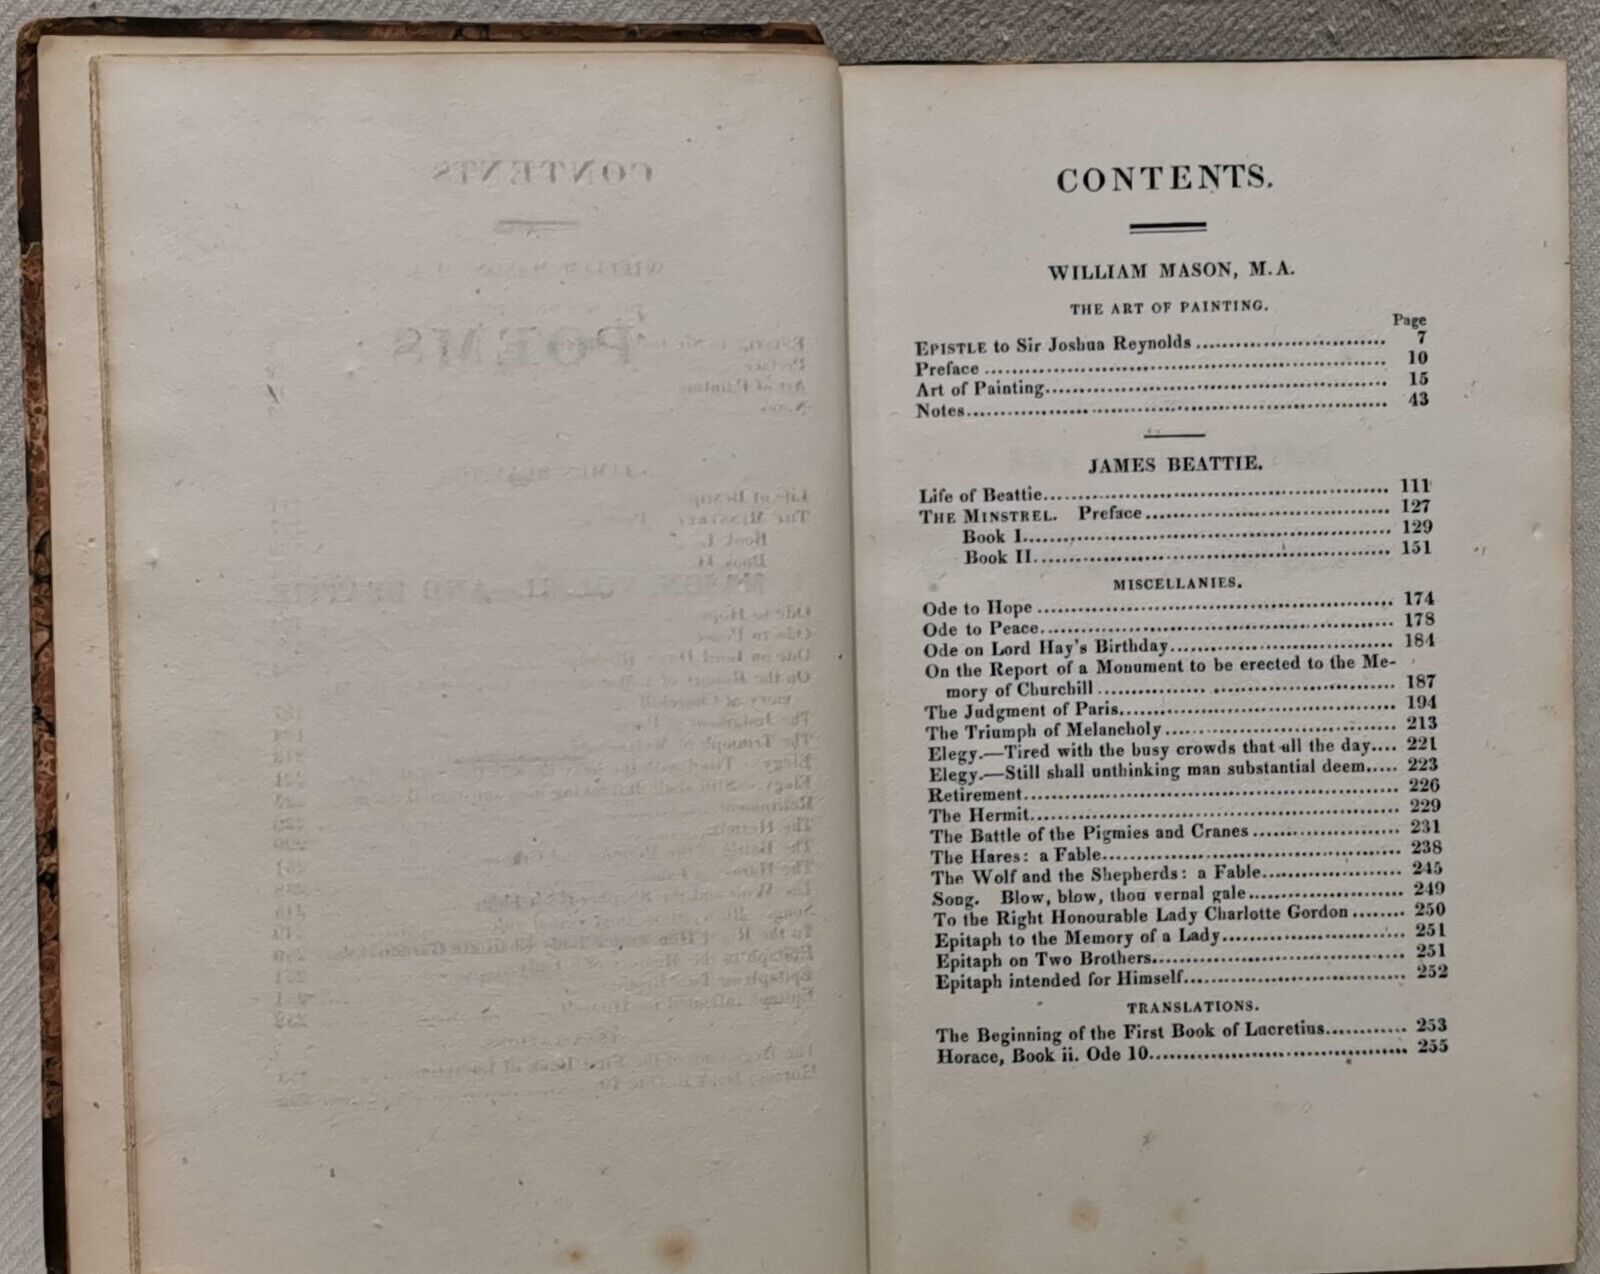 CONTENTS.
WILLIAM MASON, M.A.
THE ART OF PAINTING.
Page
EPISTLE to Sir Joshua Reynolds ........ 7
Preface ........ 10
Art of Painting........ 15
Notes........ 43
JAMES BEATTIE.
Life of Beattie........ 111
THE MINSTREL. Preface ........ 127
Book I........ 129
Book II........ 151
MISCELLANIES.
Ode to Hope ........ 174
Ode to Peace........ 178
Ode on Lord Hay's Birthday........ 184
On the Report of a Monument to be erected to the Me-
mory of Churchill ........ 187
The Judgment of Paris........ 194
The Triumph of Melancholy ........ 213
Elegy.—Tired with the busy crowds that all the day.... 221
Elegy.—Still shall unthinking man substantial deem..... 223
Retirement........ 226
The Hermit........ 229
The Battle of the Pigmies and Cranes ........ 231
The Hares: a Fable........ 238
The Wolf and the Shepherds: a Fable........ 245
Song. Blow, blow, thou vernal gale ........ 249
To the Right Honourable Lady Charlotte Gordon ........ 250
Epitaph to the Memory of a Lady........ 251
Epitaph on Two Brothers........ 251
Epitaph intended for Himself........ 252
TRANSLATIONS.
The Beginning of the First Book of Lucretius........ 253
Horace, Book ii. Ode 10........ 255